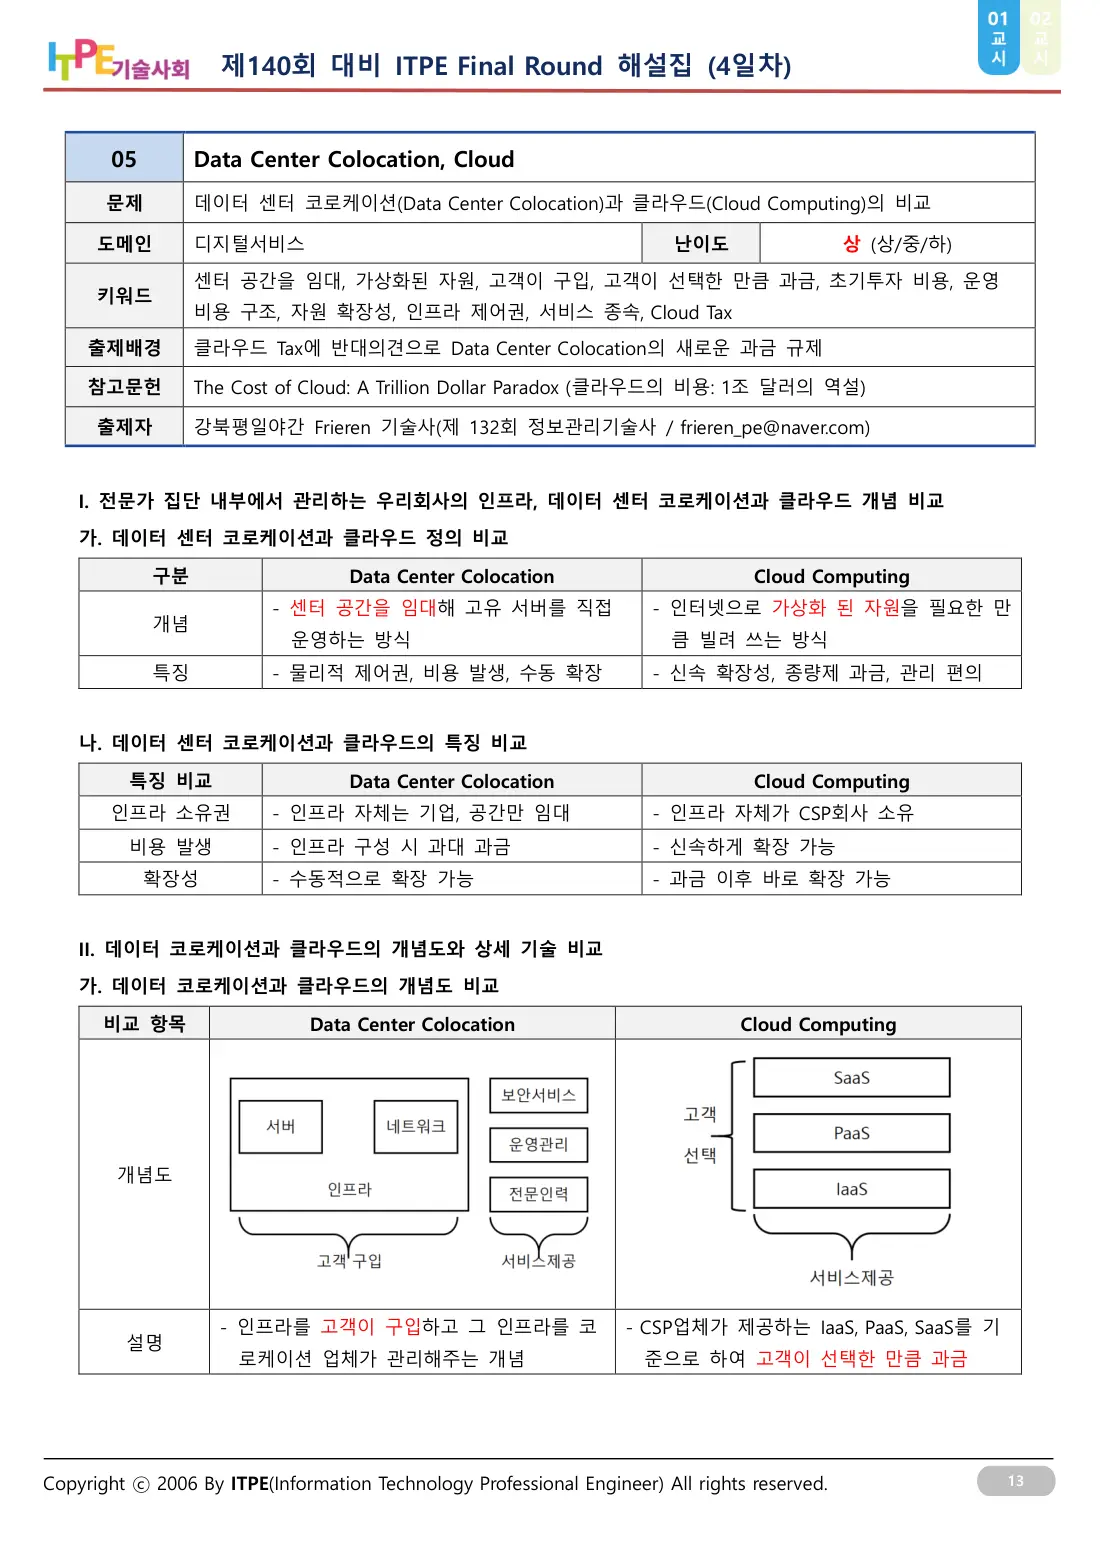 ITPE기술사회 제140회 대비 ITPE Final Round 해설집 (4일차)
01 교시
02 교시
05 Data Center Colocation, Cloud
문제 데이터 센터 코로케이션(Data Center Colocation)과 클라우드(Cloud Computing)의 비교
도메인 디지털서비스 난이도 상 (상/중/하)
키워드 센터 공간을 임대, 가상화된 자원, 고객이 구입, 고객이 선택한 만큼 과금, 초기투자 비용, 운영
비용 구조, 자원 확장성, 인프라 제어권, 서비스 종속, Cloud Tax
출제배경 클라우드 Tax에 반대의견으로 Data Center Colocation의 새로운 과금 규제
참고문헌 The Cost of Cloud: A Trillion Dollar Paradox (클라우드의 비용: 1조 달러의 역설)
출제자 강북평일야간 Frieren 기술사(제 132회 정보관리기술사 / frieren_pe@naver.com)
I. 전문가 집단 내부에서 관리하는 우리회사의 인프라, 데이터 센터 코로케이션과 클라우드 개념 비교
가. 데이터 센터 코로케이션과 클라우드 정의 비교
구분 Data Center Colocation Cloud Computing
개념 - 센터 공간을 임대해 고유 서버를 직접 운영하는 방식 - 인터넷으로 가상화 된 자원을 필요한 만큼 빌려 쓰는 방식
특징 - 물리적 제어권, 비용 발생, 수동 확장 - 신속 확장성, 종량제 과금, 관리 편의
나. 데이터 센터 코로케이션과 클라우드의 특징 비교
특징 비교 Data Center Colocation Cloud Computing
인프라 소유권 - 인프라 자체는 기업, 공간만 임대 - 인프라 자체가 CSP회사 소유
비용 발생 - 인프라 구성 시 과대 과금 - 신속하게 확장 가능
확장성 - 수동적으로 확장 가능 - 과금 이후 바로 확장 가능
II. 데이터 코로케이션과 클라우드의 개념도와 상세 기술 비교
가. 데이터 코로케이션과 클라우드의 개념도 비교
비교 항목 Data Center Colocation Cloud Computing
개념도
서버 네트워크
인프라
고객 구입
보안서비스
운영관리
전문인력
서비스제공
고객
선택
SaaS
PaaS
IaaS
서비스제공
설명 - 인프라를 고객이 구입하고 그 인프라를 코로케이션 업체가 관리해주는 개념 - CSP업체가 제공하는 IaaS, PaaS, SaaS를 기준으로 하여 고객이 선택한 만큼 과금
Copyright ⓒ 2006 By ITPE(Information Technology Professional Engineer) All rights reserved.
13